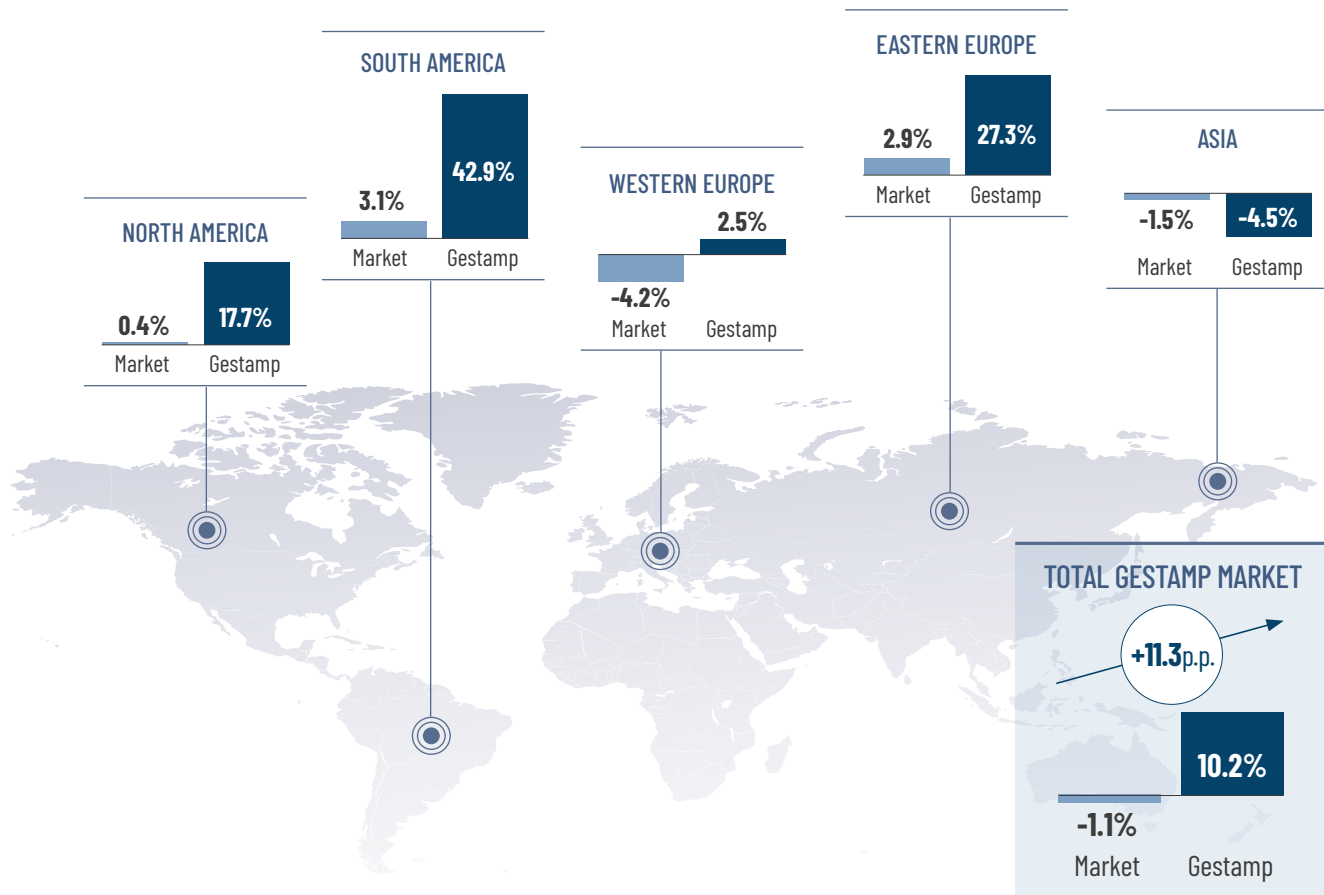 NORTH AMERICA
0.4%
17.7%
Market
Gestamp
SOUTH AMERICA
3.1%
42.9%
Market
Gestamp
WESTERN EUROPE
-4.2%
2.5%
Market
Gestamp
EASTERN EUROPE
2.9%
27.3%
Market
Gestamp
ASIA
-1.5%
-4.5%
Market
Gestamp
TOTAL GESTAMP MARKET
+11.3p.p.
-1.1%
10.2%
Market
Gestamp